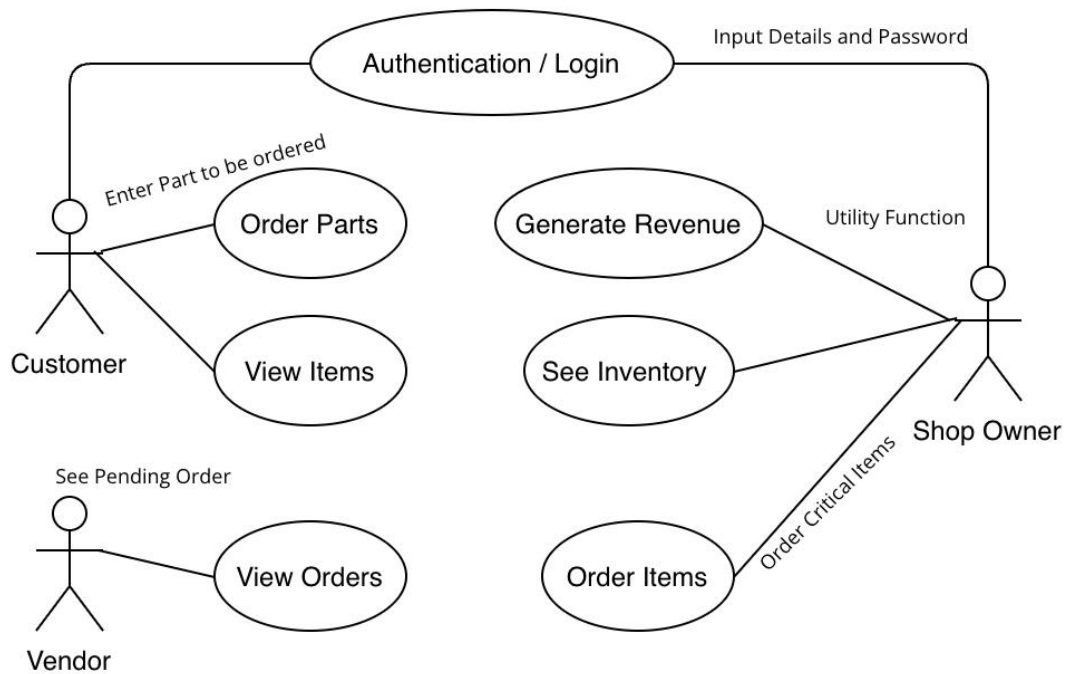 Input Details and Password
Authentication / Login
Enter Part to be ordered
Order Parts
Generate Revenue
Utility Function
Customer
View Items
See Inventory
Shop Owner
See Pending Order
Order Critical Items
View Orders
Order Items
Vendor